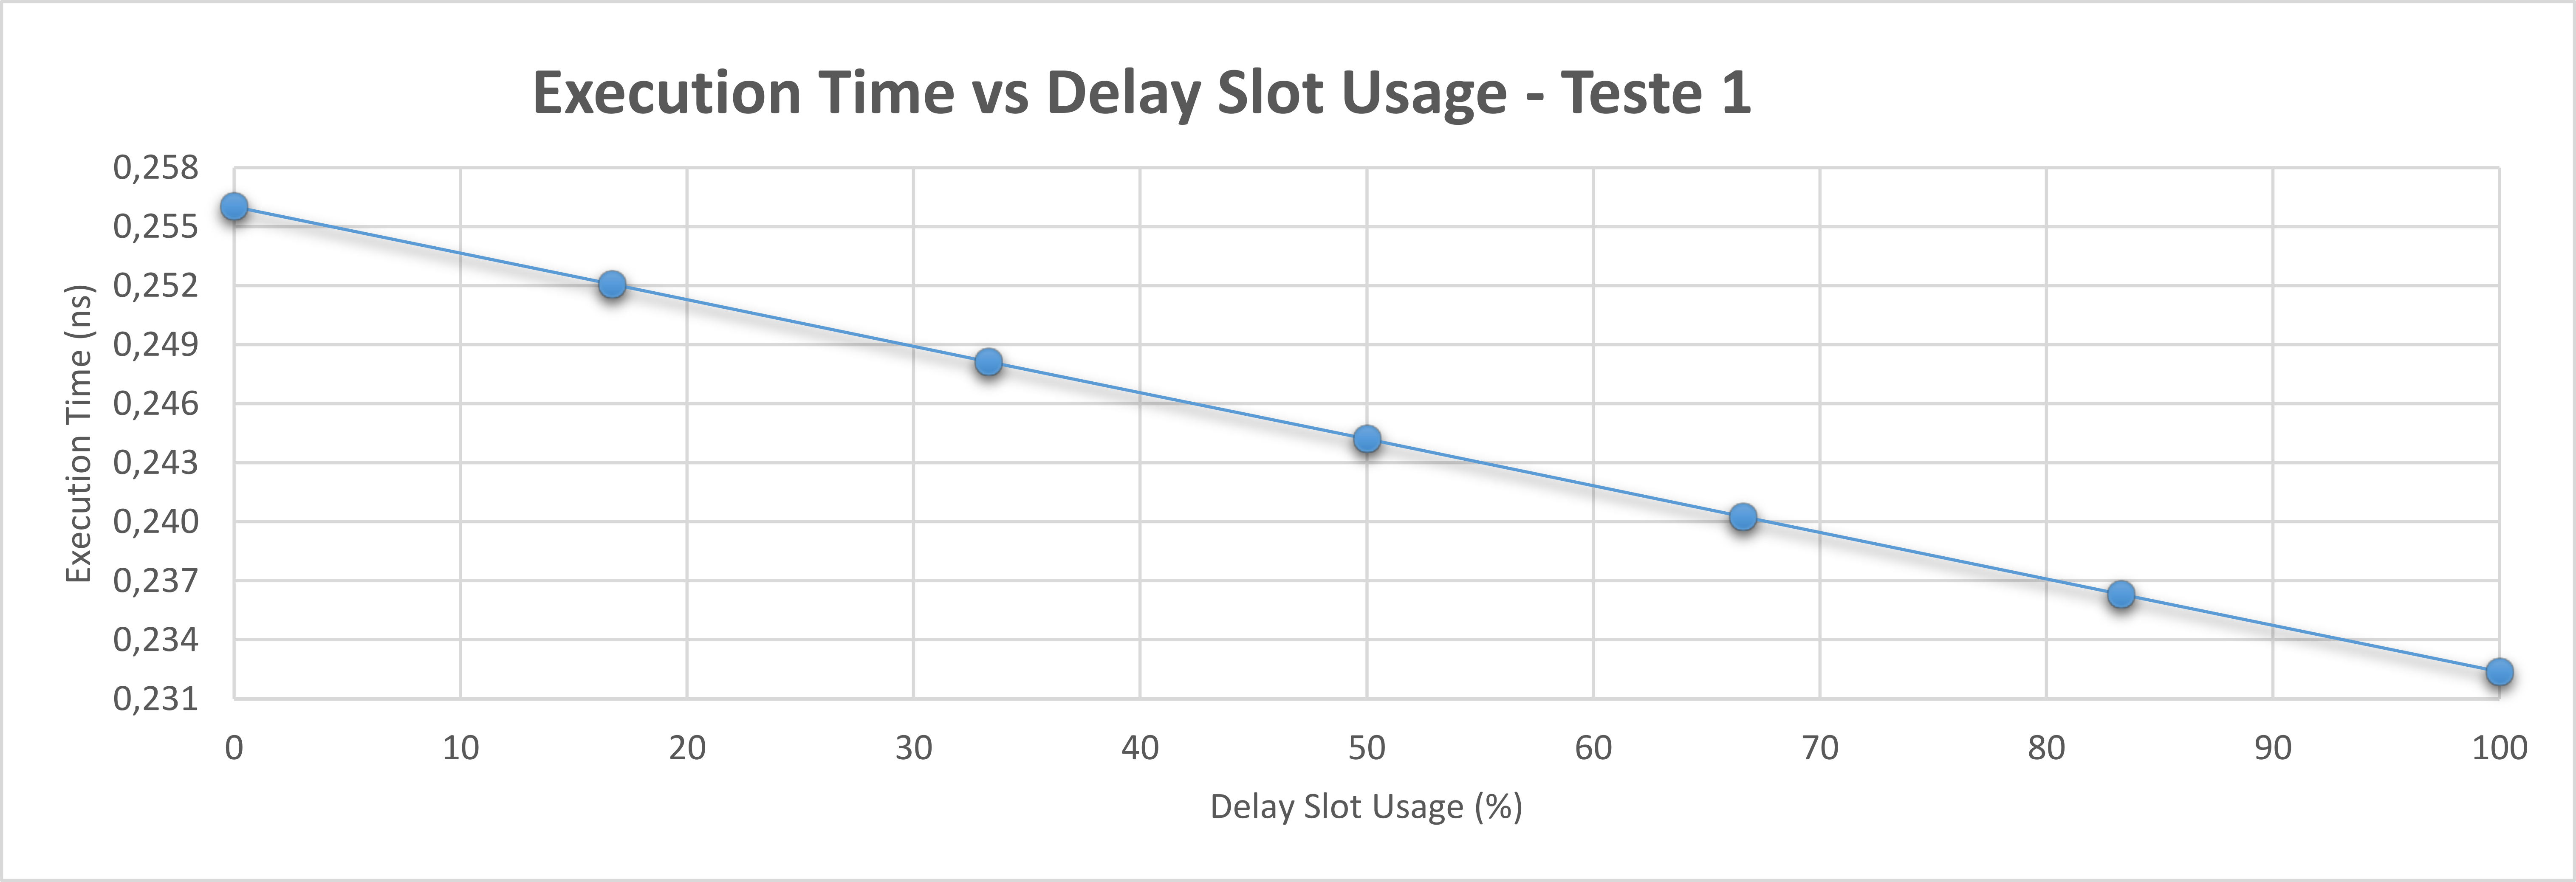 Execution Time vs Delay Slot Usage - Teste 1
Execution Time (ns)
0,258
0,255
0,252
0,249
0,246
0,243
0,240
0,237
0,234
0,231
0 10 20 30 40 50 60 70 80 90 100
Delay Slot Usage (%)